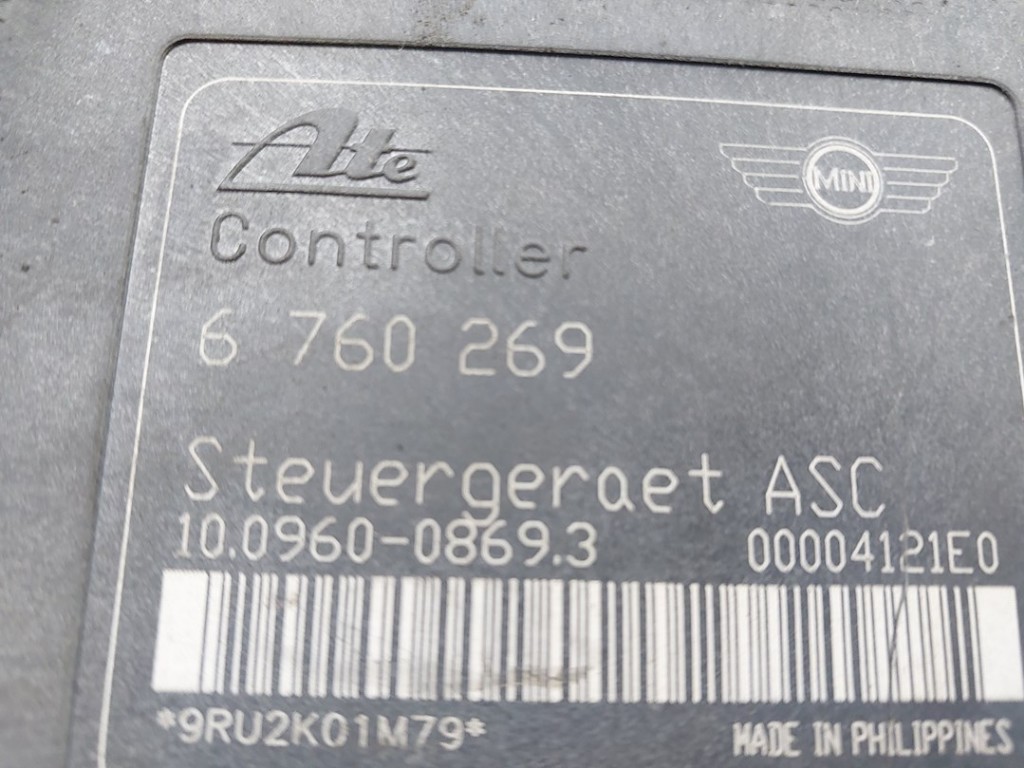 Ate
MINI
Controller
6 760 269
Steuergeraet ASC
10.0960-0869.3 00004121E0
*9RU2K01M79*
MADE IN PHILIPPINES